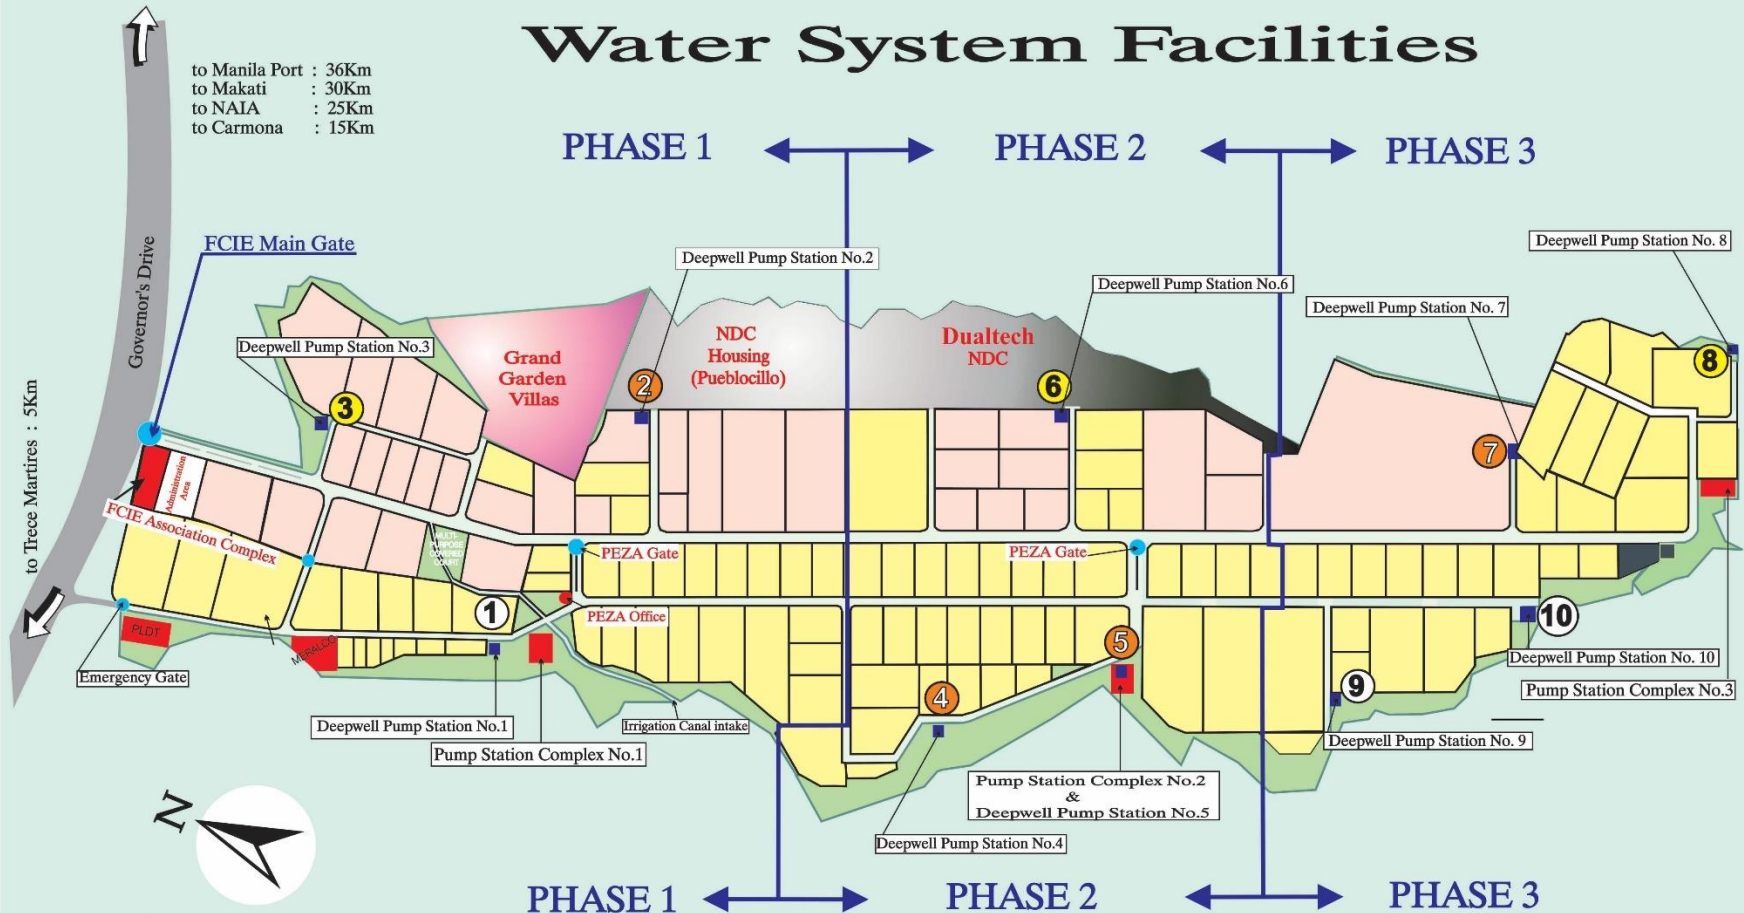 Water System Facilities
to Manila Port : 36Km
to Makati : 30Km
to NAIA : 25Km
to Carmona : 15Km
PHASE 1
PHASE 2
PHASE 3
Governor's Drive
to Trece Martires : 5Km
FCIE Main Gate
Deepwell Pump Station No.2
Deepwell Pump Station No.6
Deepwell Pump Station No. 7
Deepwell Pump Station No. 8
Deepwell Pump Station No.3
Grand
Garden
Villas
NDC
Housing
(Pueblocillo)
Dualtech
NDC
3
2
6
7
8
Administration
Area
FCIE Association Complex
MULTI-
PURPOSE
COVERED
COURT
PEZA Gate
PEZA Gate
PEZA Office
1
5
4
10
9
PLDT
MERALCO
Emergency Gate
Deepwell Pump Station No.1
Pump Station Complex No.1
Irrigation Canal intake
Deepwell Pump Station No. 10
Pump Station Complex No.3
Deepwell Pump Station No. 9
Pump Station Complex No.2
&
Deepwell Pump Station No.5
Deepwell Pump Station No.4
N
PHASE 1
PHASE 2
PHASE 3